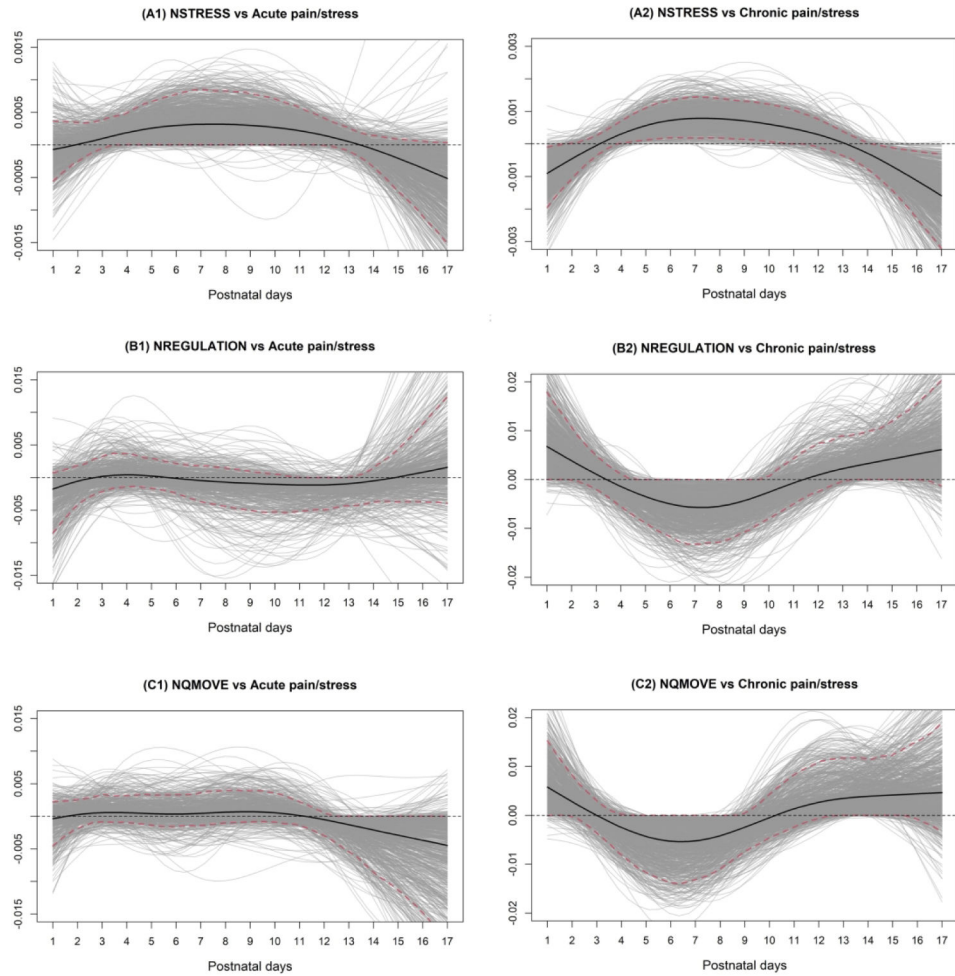 (A1) NSTRESS vs Acute pain/stress
0.0015
0.0005
-0.0005
-0.0015
1 2 3 4 5 6 7 8 9 10 11 12 13 14 15 16 17
Postnatal days
(A2) NSTRESS vs Chronic pain/stress
0.003
0.001
-0.001
-0.003
1 2 3 4 5 6 7 8 9 10 11 12 13 14 15 16 17
Postnatal days
(B1) NREGULATION vs Acute pain/stress
0.015
0.005
-0.005
-0.015
1 2 3 4 5 6 7 8 9 10 11 12 13 14 15 16 17
Postnatal days
(B2) NREGULATION vs Chronic pain/stress
0.02
0.01
0.00
-0.01
-0.02
1 2 3 4 5 6 7 8 9 10 11 12 13 14 15 16 17
Postnatal days
(C1) NQMOVE vs Acute pain/stress
0.015
0.005
-0.005
-0.015
1 2 3 4 5 6 7 8 9 10 11 12 13 14 15 16 17
Postnatal days
(C2) NQMOVE vs Chronic pain/stress
0.02
0.01
0.00
-0.01
-0.02
1 2 3 4 5 6 7 8 9 10 11 12 13 14 15 16 17
Postnatal days